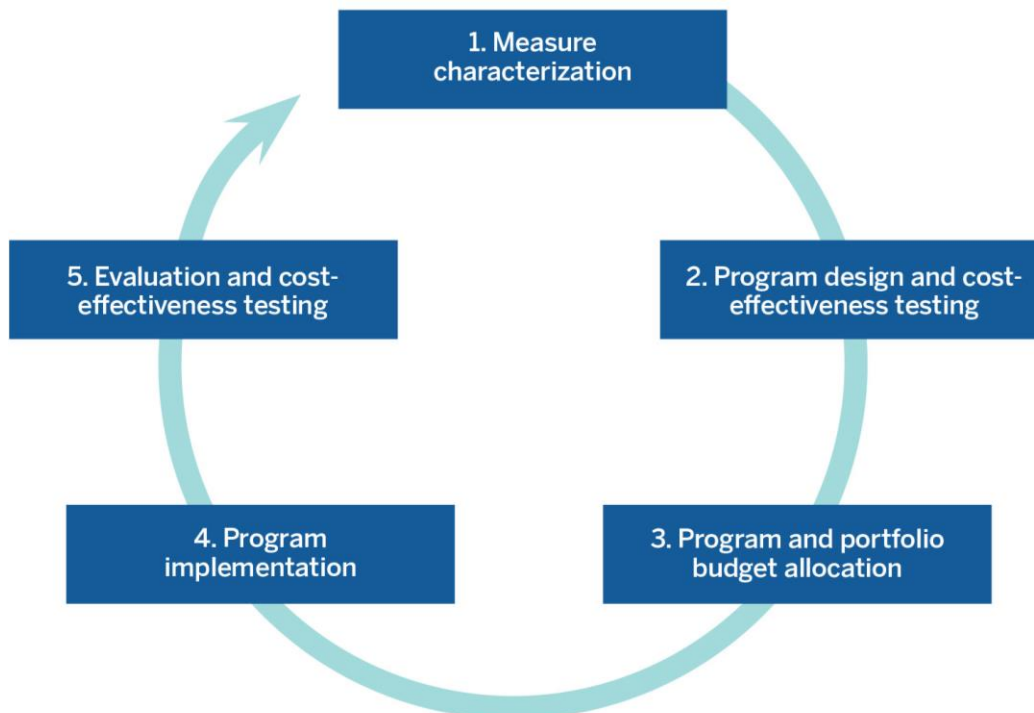 1. Measure
characterization
2. Program design and cost-
effectiveness testing
3. Program and portfolio
budget allocation
4. Program
implementation
5. Evaluation and cost-
effectiveness testing